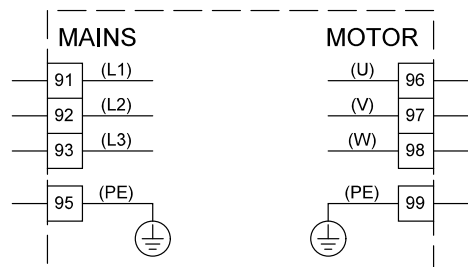 MAINS MOTOR
91 (L1) (U) 96
92 (L2) (V) 97
93 (L3) (W) 98
95 (PE) (PE) 99